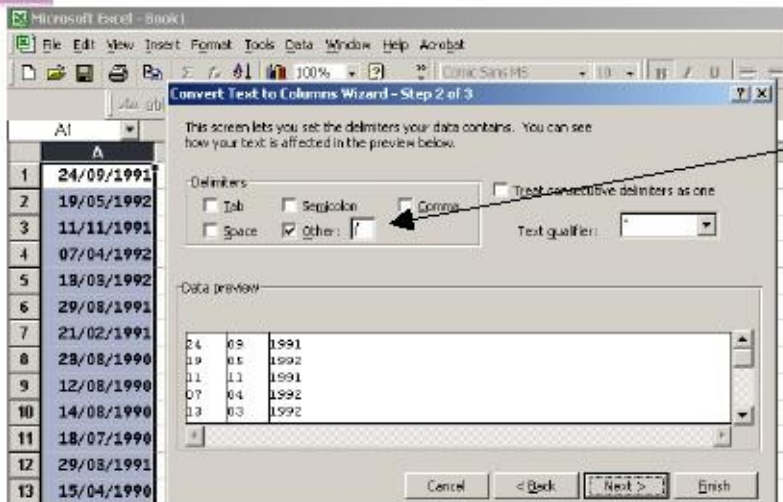 Microsoft Excel - Book1
File Edit View Insert Format Tools Data Window Help Acrobat
100% Comic Sans MS 10 B I U
Convert Text to Columns Wizard - Step 2 of 3
This screen lets you set the delimiters your data contains. You can see
how your text is affected in the preview below.
Delimiters
Tab Semicolon Comma
Space Other: /
Treat consecutive delimiters as one
Text qualifier: "
Data preview
24 09 1991
19 05 1992
11 11 1991
07 04 1992
13 03 1992
Cancel < Back Next > Finish
A1
A
1 24/09/1991
2 19/05/1992
3 11/11/1991
4 07/04/1992
5 13/03/1992
6 29/08/1991
7 21/02/1991
8 23/08/1990
9 12/08/1990
10 14/08/1990
11 18/07/1990
12 29/03/1991
13 15/04/1990